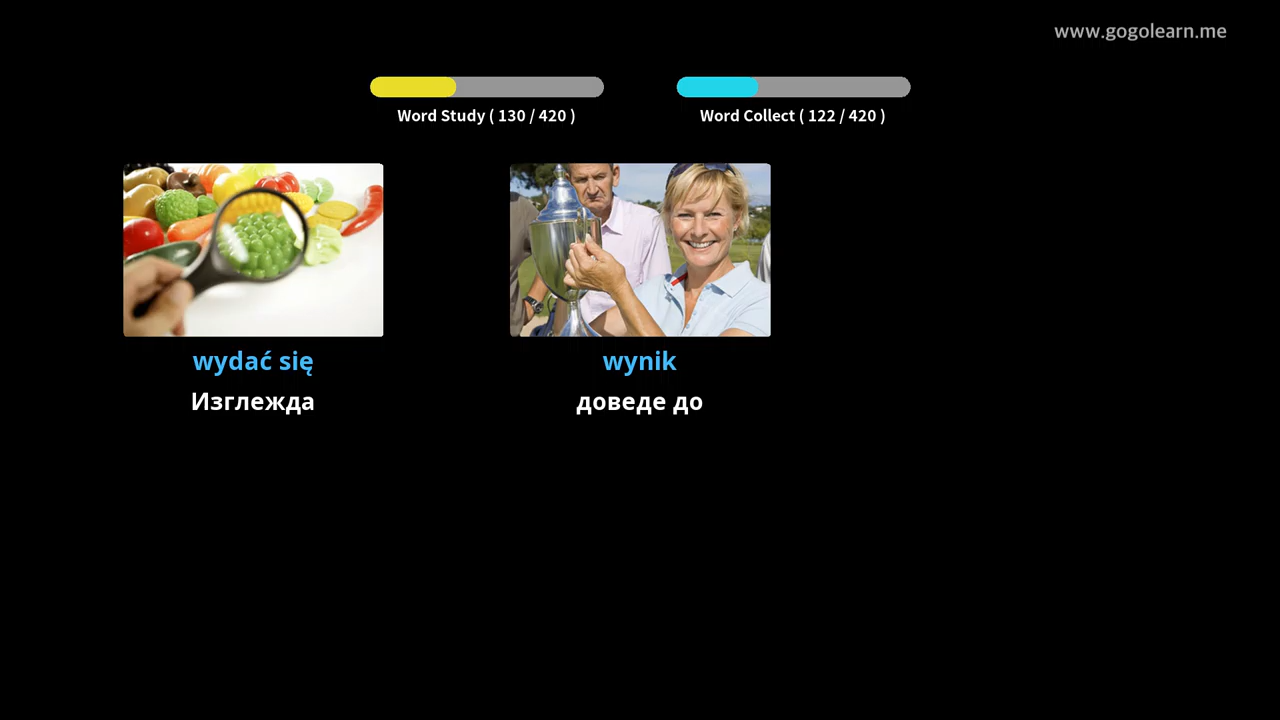 www.gogolearn.me
Word Study ( 130 / 420 )
Word Collect ( 122 / 420 )
wydać się
Изглежда
wynik
доведе до